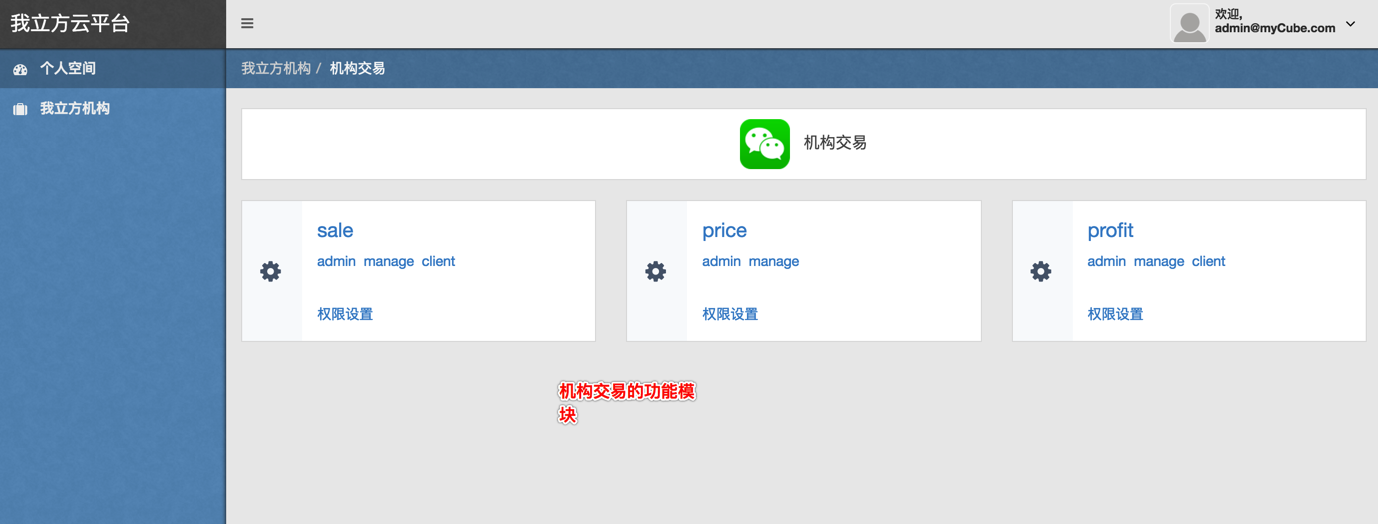 我立方云平台
欢迎,
admin@myCube.com
个人空间
我立方机构 / 机构交易
我立方机构
机构交易
sale
admin manage client
权限设置
price
admin manage
权限设置
profit
admin manage client
权限设置
机构交易的功能模
块